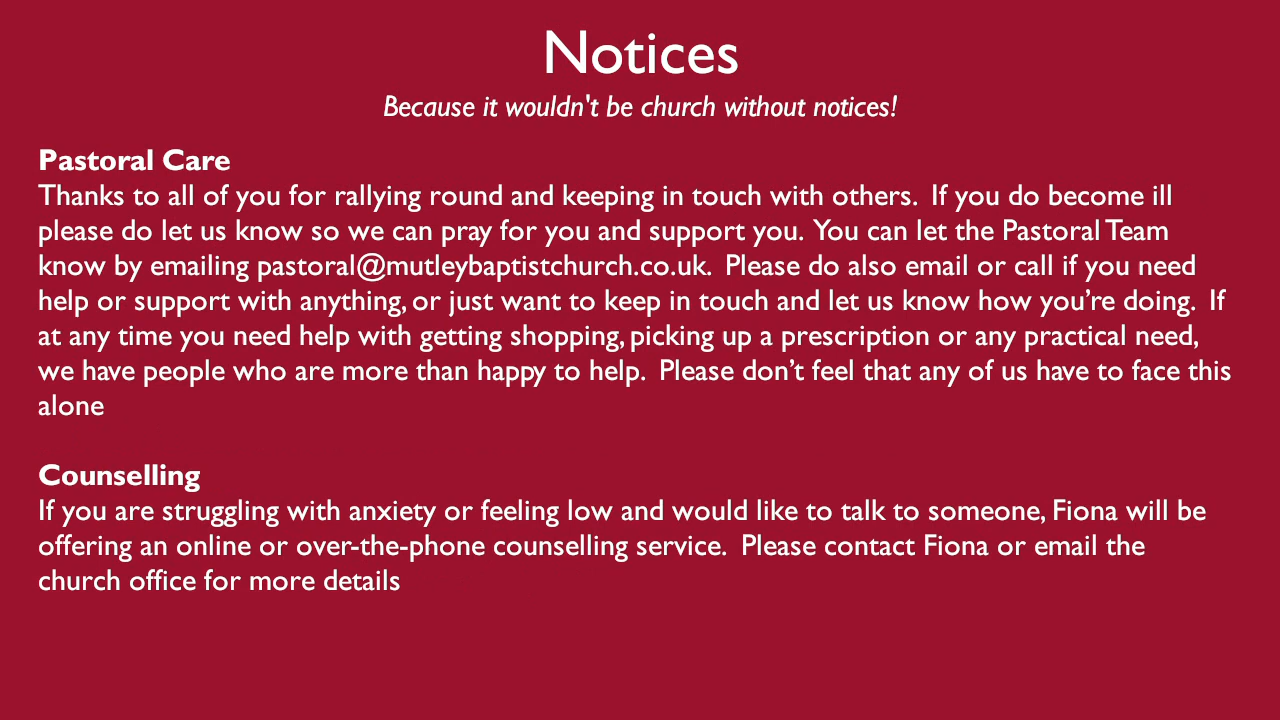 Notices
Because it wouldn't be church without notices!
Pastoral Care
Thanks to all of you for rallying round and keeping in touch with others.  If you do become ill
please do let us know so we can pray for you and support you.  You can let the Pastoral Team
know by emailing pastoral@mutleybaptistchurch.co.uk.  Please do also email or call if you need
help or support with anything, or just want to keep in touch and let us know how you’re doing.  If
at any time you need help with getting shopping, picking up a prescription or any practical need,
we have people who are more than happy to help.  Please don’t feel that any of us have to face this
alone
Counselling
If you are struggling with anxiety or feeling low and would like to talk to someone, Fiona will be
offering an online or over-the-phone counselling service.  Please contact Fiona or email the
church office for more details